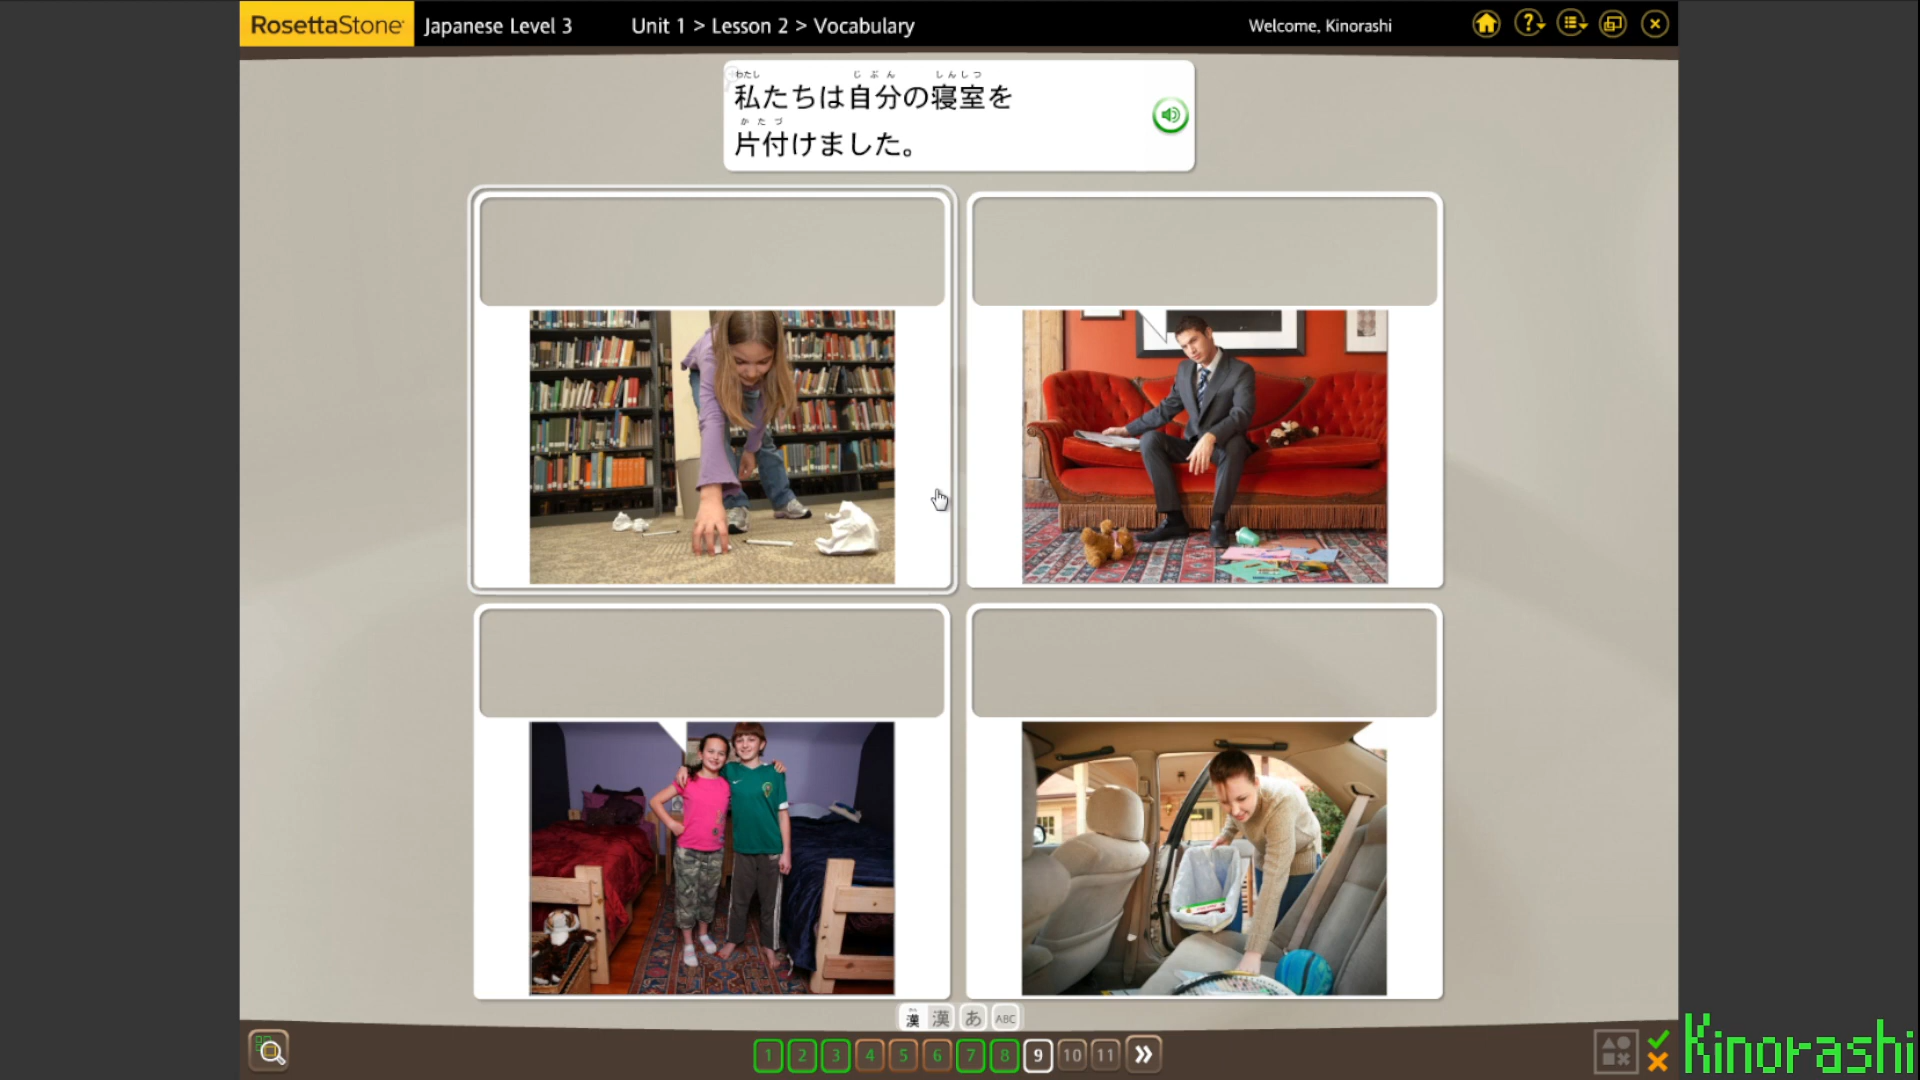 RosettaStone
Japanese Level 3
Unit 1 > Lesson 2 > Vocabulary
Welcome, Kinorashi
わたし じぶん しんしつ
私たちは自分の寝室を
かたづ
片付けました。
漢 漢 あ ABC
1 2 3 4 5 6 7 8 9 10 11
Kinorashi